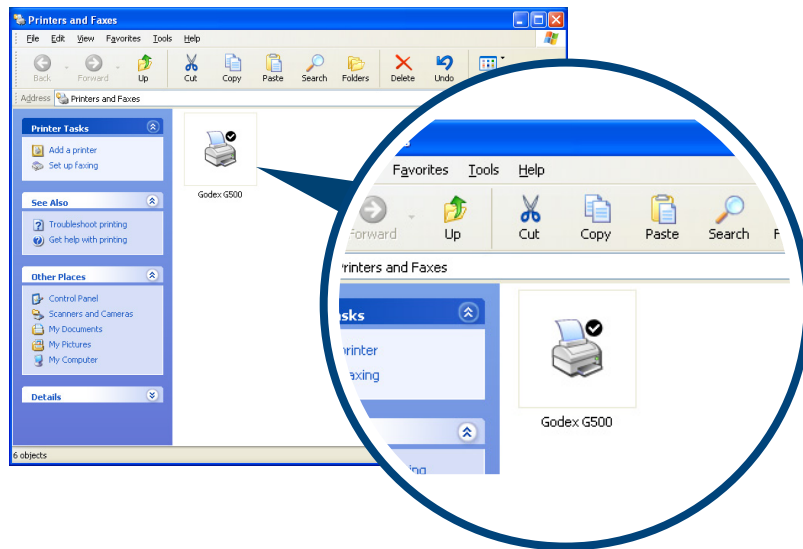 Printers and Faxes
File Edit View Favorites Tools Help
Back Forward Up Cut Copy Paste Search Folders Delete Undo
Address Printers and Faxes
Printer Tasks
Add a printer
Set up faxing
See Also
Troubleshoot printing
Get help with printing
Other Places
Control Panel
Scanners and Cameras
My Documents
My Pictures
My Computer
Details
Godex G500
6 objects
Favorites Tools Help
Forward Up Cut Copy Paste Search F
Printers and Faxes
asks
printer
faxing
Godex G500